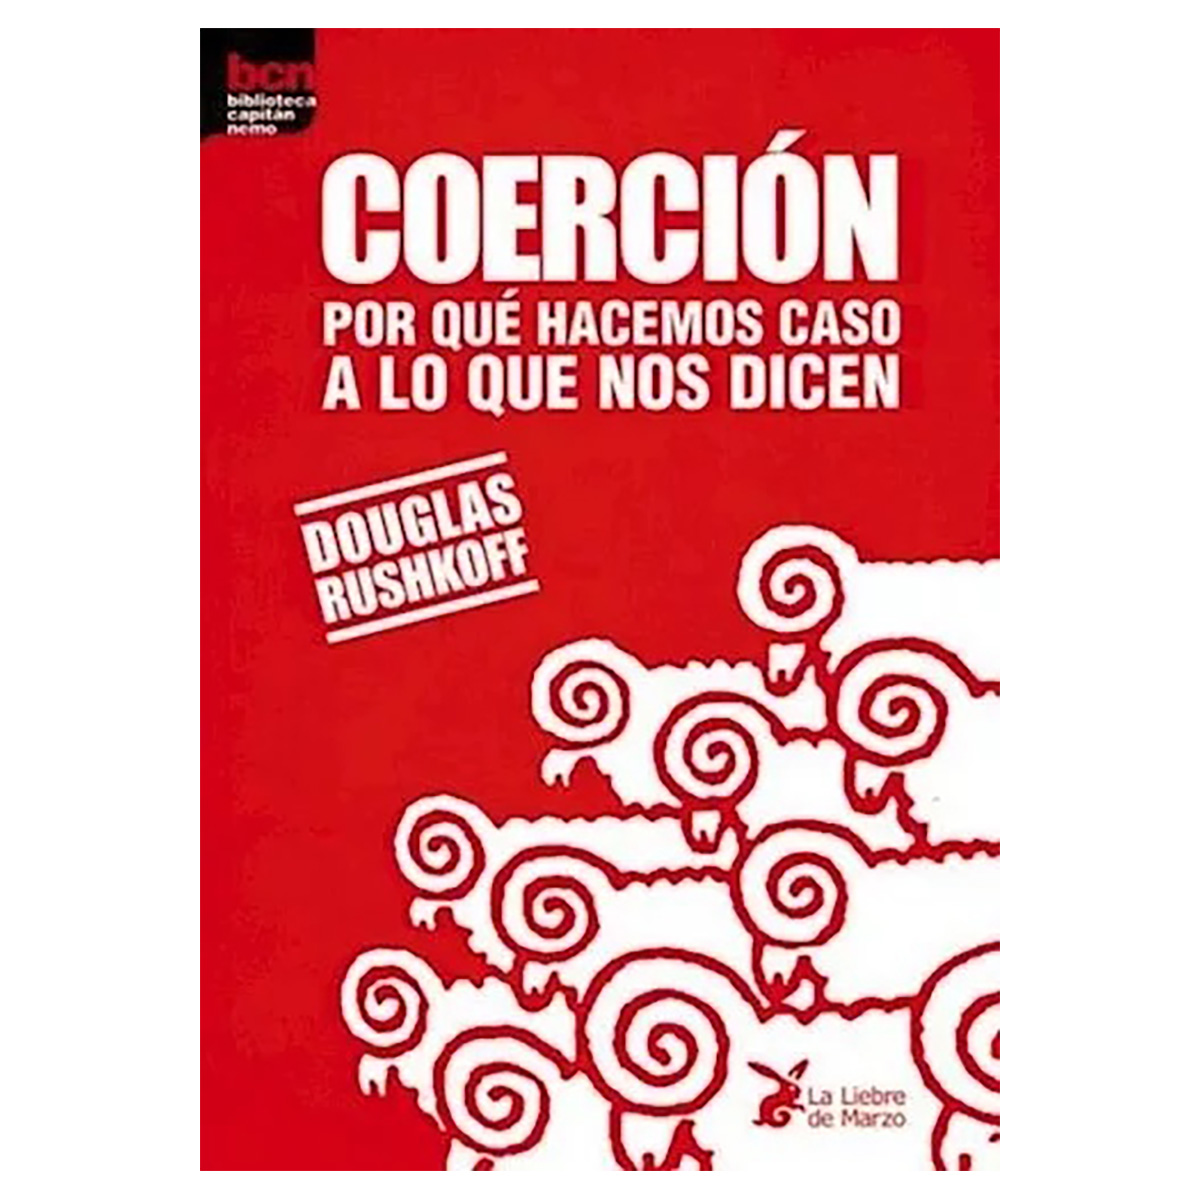 bcn
biblioteca
capitán
nemo
COERCIÓN
POR QUÉ HACEMOS CASO
A LO QUE NOS DICEN
DOUGLAS
RUSHKOFF
La Liebre
de Marzo